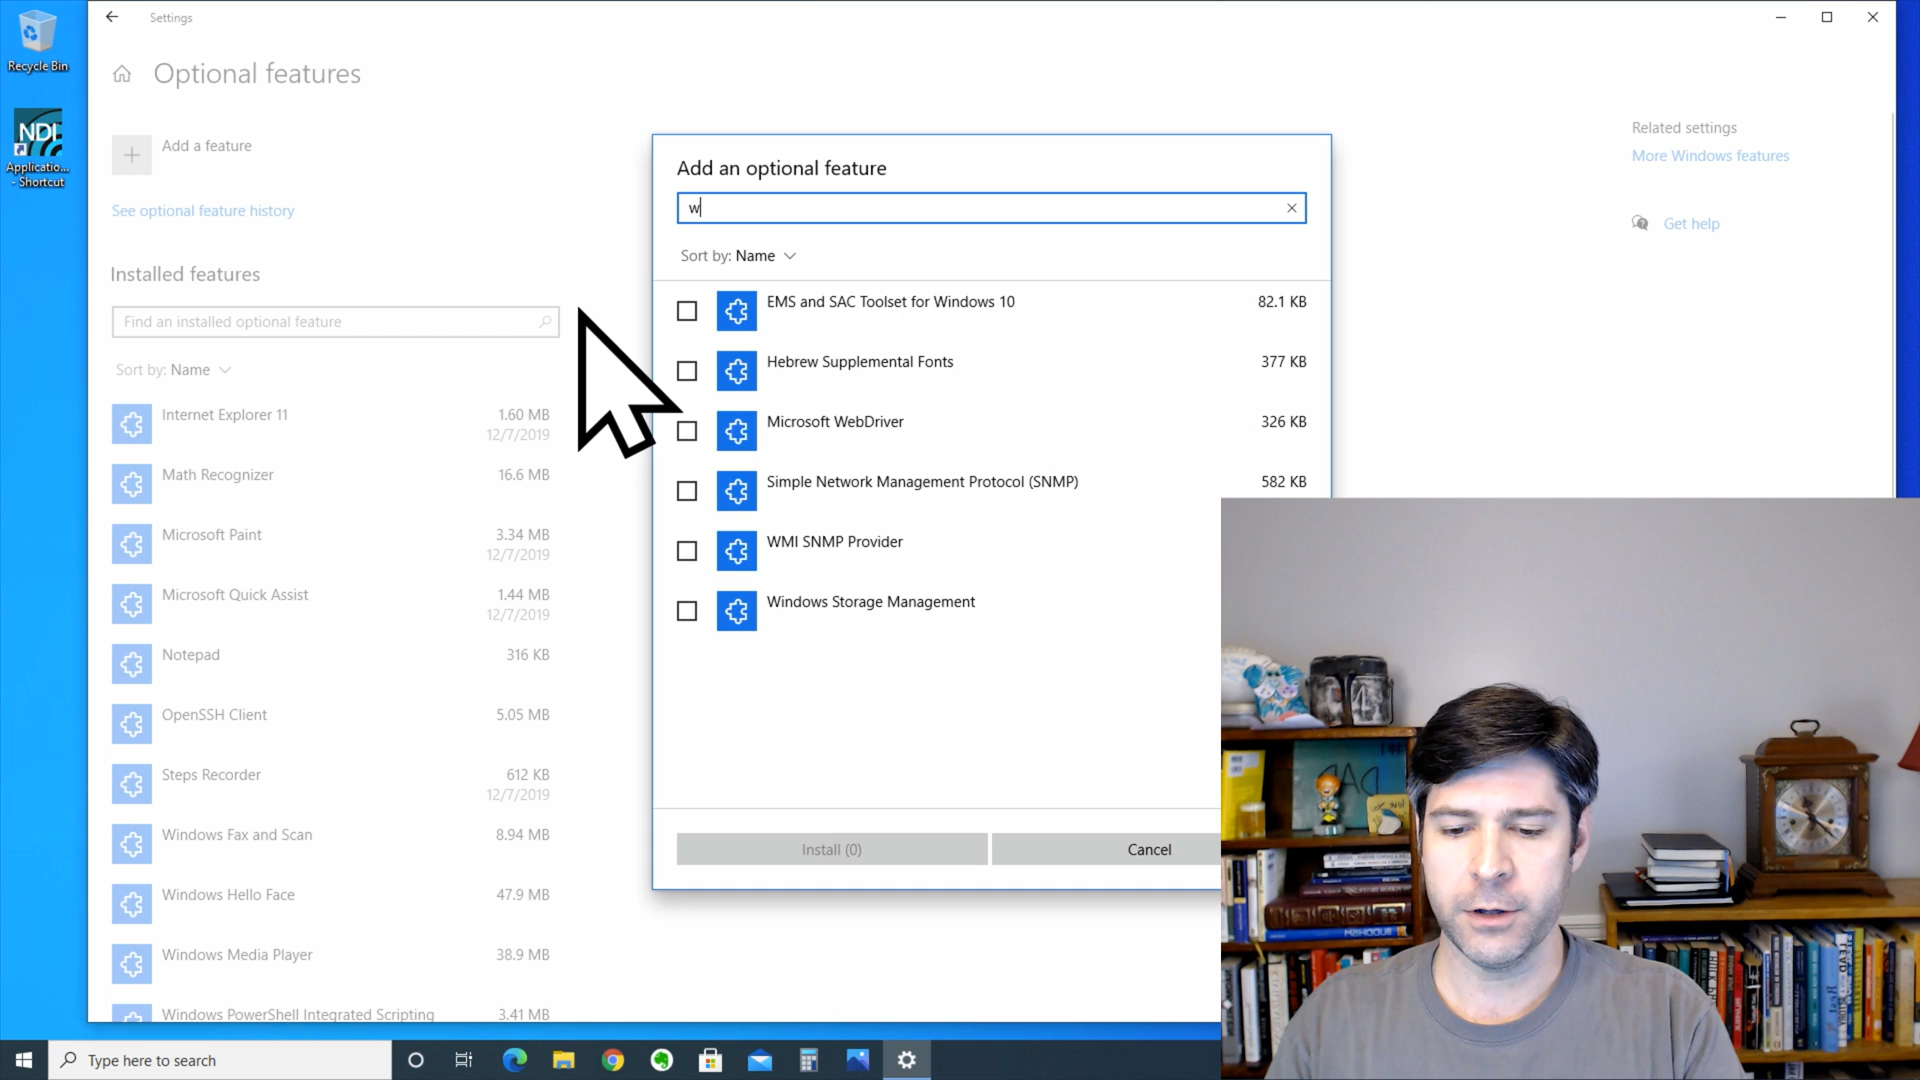 Settings
Recycle Bin
NDI
Applicatio...
- Shortcut
Optional features
Add a feature
See optional feature history
Installed features
Find an installed optional feature
Sort by: Name
Internet Explorer 11
1.60 MB
12/7/2019
Math Recognizer
16.6 MB
Microsoft Paint
3.34 MB
12/7/2019
Microsoft Quick Assist
1.44 MB
12/7/2019
Notepad
316 KB
OpenSSH Client
5.05 MB
Steps Recorder
612 KB
12/7/2019
Windows Fax and Scan
8.94 MB
Windows Hello Face
47.9 MB
Windows Media Player
38.9 MB
Windows PowerShell Integrated Scripting
3.41 MB
Add an optional feature
w
Sort by: Name
EMS and SAC Toolset for Windows 10
82.1 KB
Hebrew Supplemental Fonts
377 KB
Microsoft WebDriver
326 KB
Simple Network Management Protocol (SNMP)
582 KB
WMI SNMP Provider
Windows Storage Management
Install (0)
Cancel
Related settings
More Windows features
Get help
DAD
BUDDHISM
Type here to search